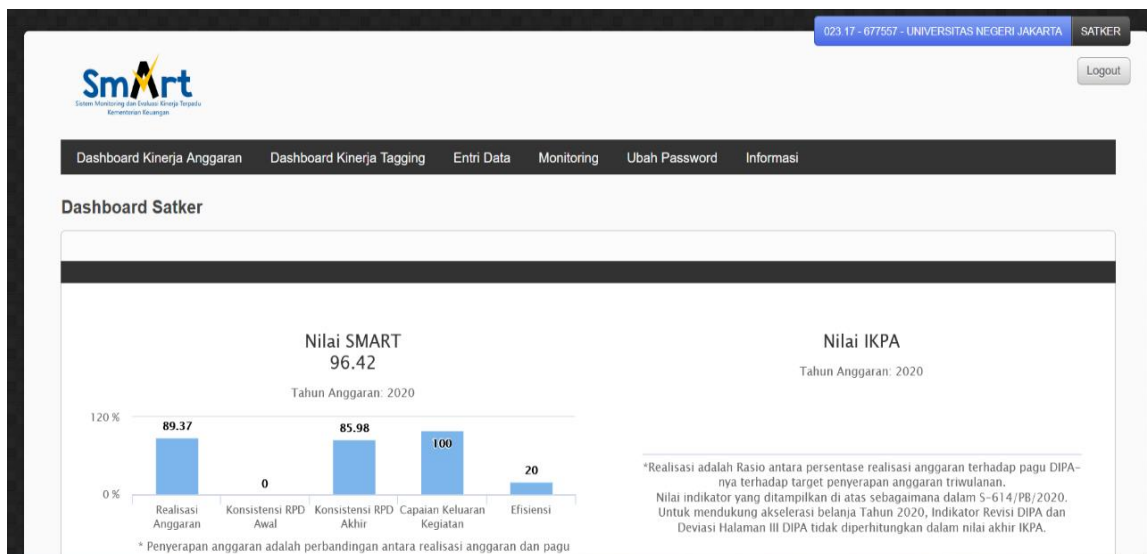 023.17 - 677557 - UNIVERSITAS NEGERI JAKARTA SATKER
Logout
Smart
Sistem Monitoring dan Evaluasi Kinerja Terpadu
Kementerian Keuangan
Dashboard Kinerja Anggaran Dashboard Kinerja Tagging Entri Data Monitoring Ubah Password Informasi
Dashboard Satker
Nilai SMART
96.42
Tahun Anggaran: 2020
120 %
89.37
0
85.98
100
20
0 %
Realisasi Anggaran
Konsistensi RPD Awal
Konsistensi RPD Akhir
Capaian Keluaran Kegiatan
Efisiensi
* Penyerapan anggaran adalah perbandingan antara realisasi anggaran dan pagu
Nilai IKPA
Tahun Anggaran: 2020
*Realisasi adalah Rasio antara persentase realisasi anggaran terhadap pagu DIPA-
nya terhadap target penyerapan anggaran triwulanan.
Nilai indikator yang ditampilkan di atas sebagaimana dalam S-614/PB/2020.
Untuk mendukung akselerasi belanja Tahun 2020, Indikator Revisi DIPA dan
Deviasi Halaman III DIPA tidak diperhitungkan dalam nilai akhir IKPA.